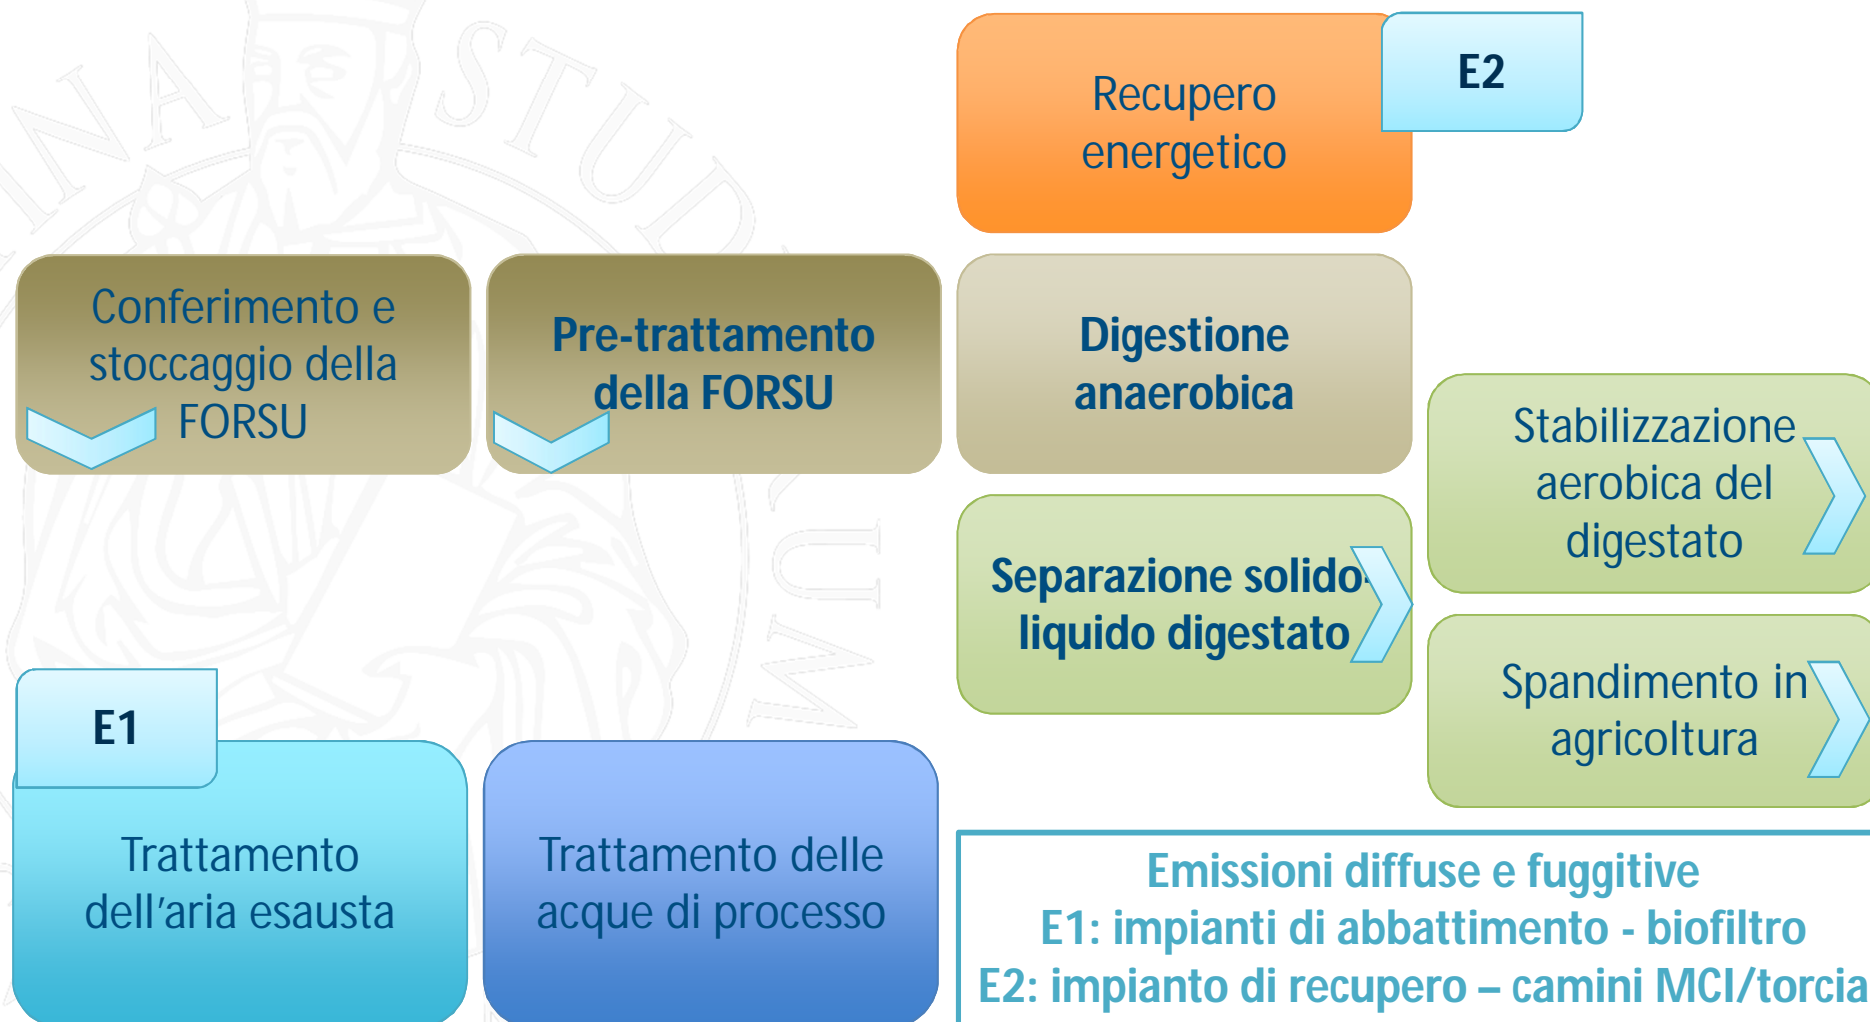 Recupero
energetico
E2
Conferimento e
stoccaggio della
FORSU
Pre-trattamento
della FORSU
Digestione
anaerobica
Stabilizzazione
aerobica del
digestato
Separazione solido-
liquido digestato
Spandimento in
agricoltura
E1
Trattamento
dell'aria esausta
Trattamento delle
acque di processo
Emissioni diffuse e fuggitive
E1: impianti di abbattimento - biofiltro
E2: impianto di recupero – camini MCI/torcia